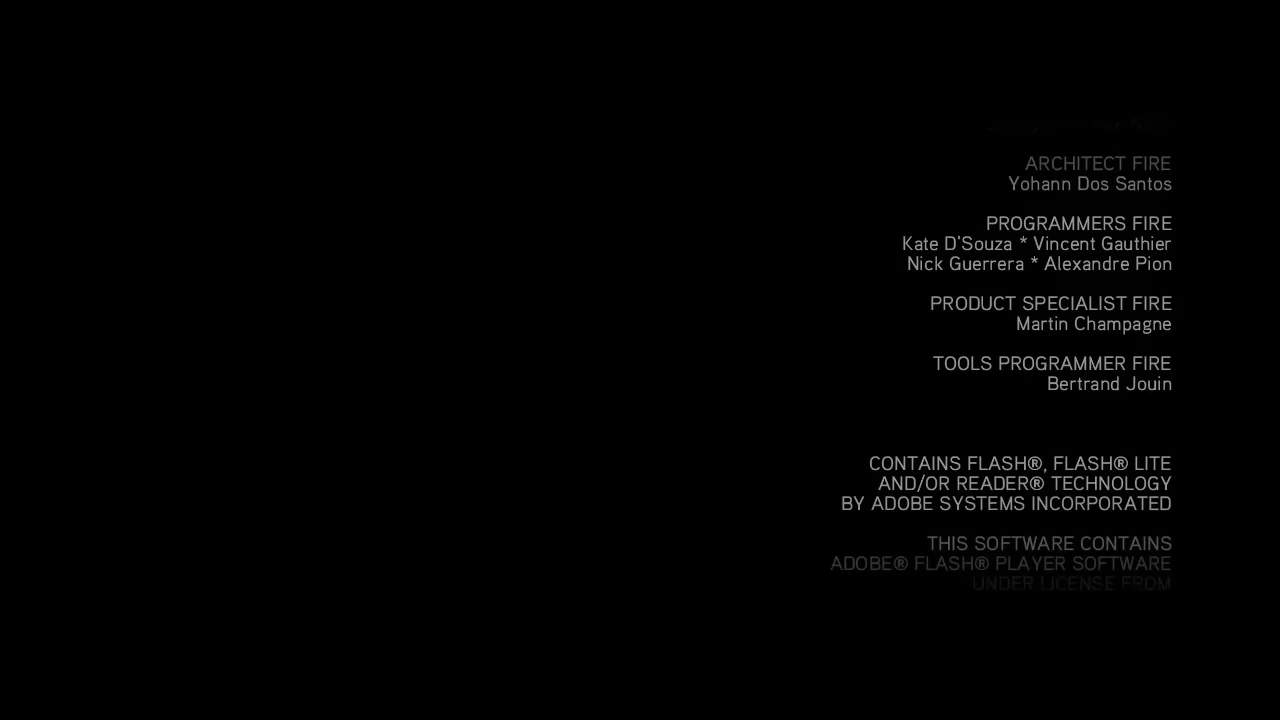 ARCHITECT FIRE
Yohann Dos Santos
PROGRAMMERS FIRE
Kate D'Souza * Vincent Gauthier
Nick Guerrera * Alexandre Pion
PRODUCT SPECIALIST FIRE
Martin Champagne
TOOLS PROGRAMMER FIRE
Bertrand Jouin
CONTAINS FLASH®, FLASH® LITE
AND/OR READER® TECHNOLOGY
BY ADOBE SYSTEMS INCORPORATED
THIS SOFTWARE CONTAINS
ADOBE® FLASH® PLAYER SOFTWARE
UNDER LICENSE FROM